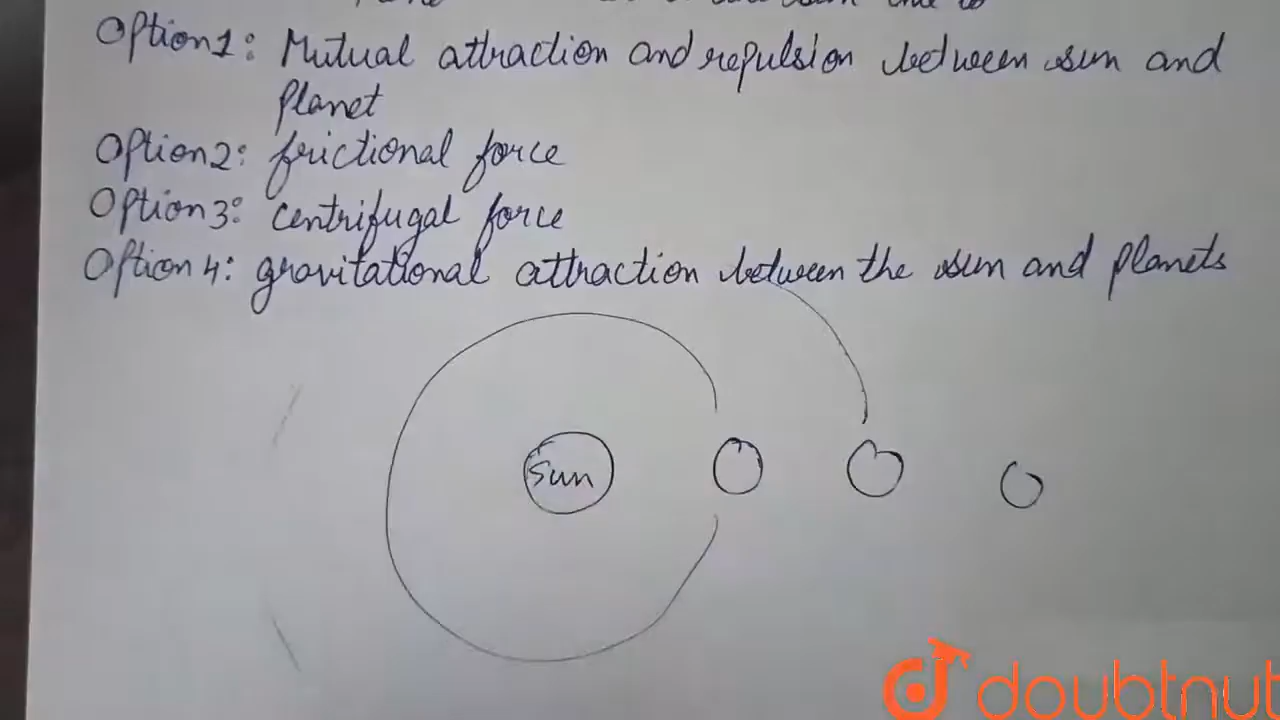 Option1: Mutual attraction and repulsion between sun and
planet
Option2: frictional force
Option3: centrifugal force
Option4: gravitational attraction between the sun and planets
Sun
doubtnut